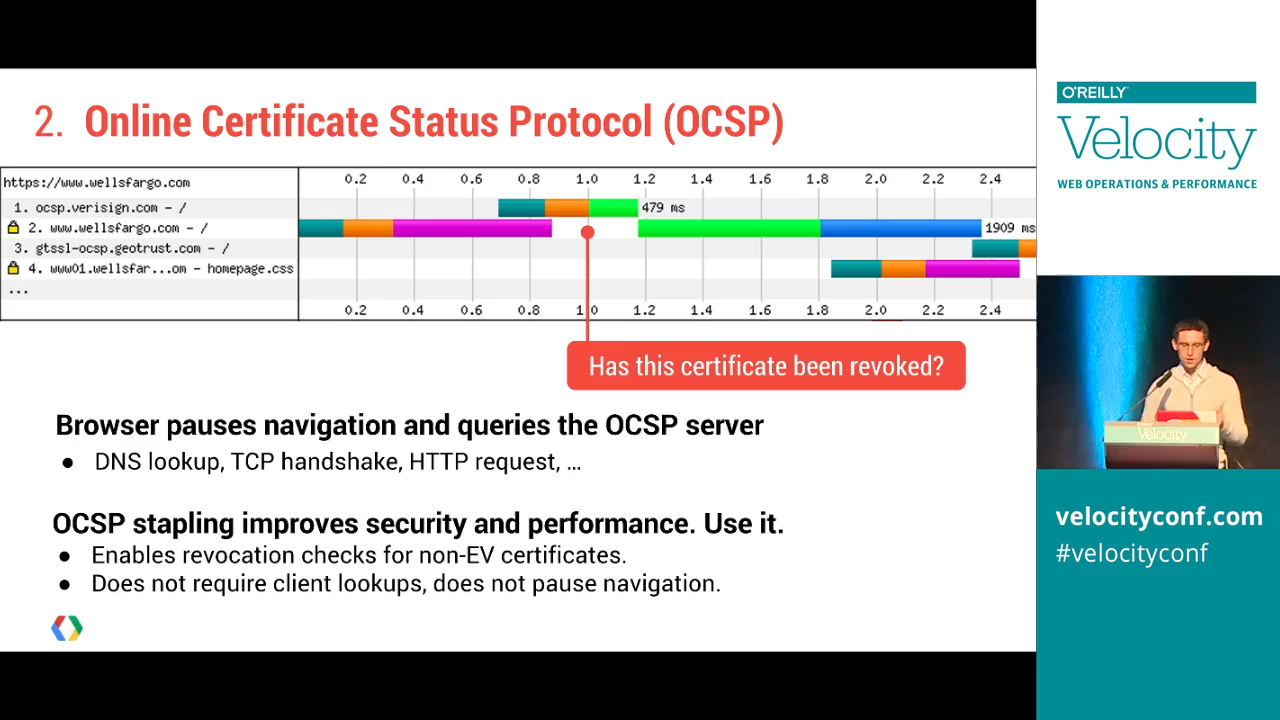 2. Online Certificate Status Protocol (OCSP)
https://www.wellsfargo.com
0.2 0.4 0.6 0.8 1.0 1.2 1.4 1.6 1.8 2.0 2.2 2.4
1. ocsp.verisign.com - / 479 ms
2. www.wellsfargo.com - / 1909 ms
3. gtssl-ocsp.geotrust.com - /
4. www01.wellsfar...om - homepage.css
...
0.2 0.4 0.6 0.8 1.0 1.2 1.4 1.6 1.8 2.0 2.2 2.4
Has this certificate been revoked?
Browser pauses navigation and queries the OCSP server
● DNS lookup, TCP handshake, HTTP request, ...
OCSP stapling improves security and performance. Use it.
● Enables revocation checks for non-EV certificates.
● Does not require client lookups, does not pause navigation.
O'REILLY
Velocity
WEB OPERATIONS & PERFORMANCE
Velocity
velocityconf.com
#velocityconf